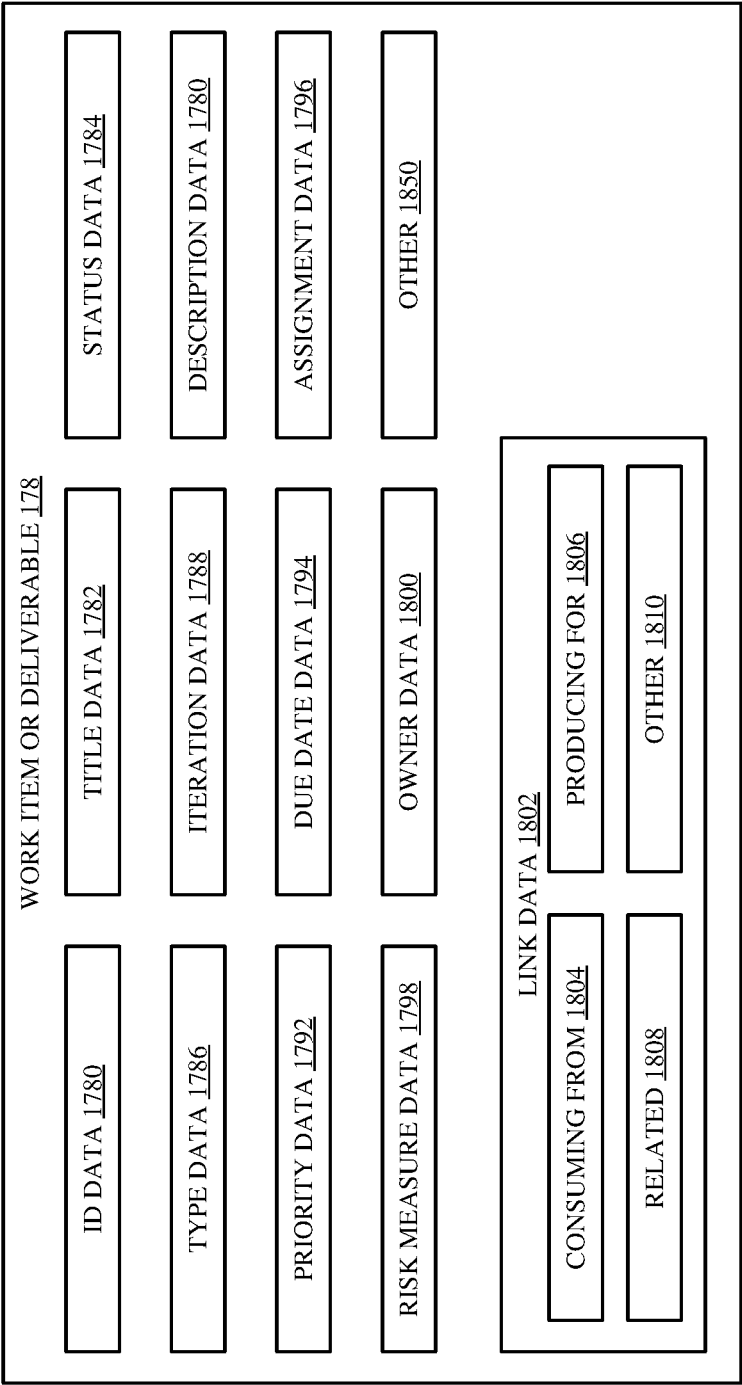 WORK ITEM OR DELIVERABLE 178
ID DATA 1780
TITLE DATA 1782
STATUS DATA 1784
TYPE DATA 1786
ITERATION DATA 1788
DESCRIPTION DATA 1780
PRIORITY DATA 1792
DUE DATE DATA 1794
ASSIGNMENT DATA 1796
RISK MEASURE DATA 1798
OWNER DATA 1800
OTHER 1850
LINK DATA 1802
CONSUMING FROM 1804
PRODUCING FOR 1806
RELATED 1808
OTHER 1810